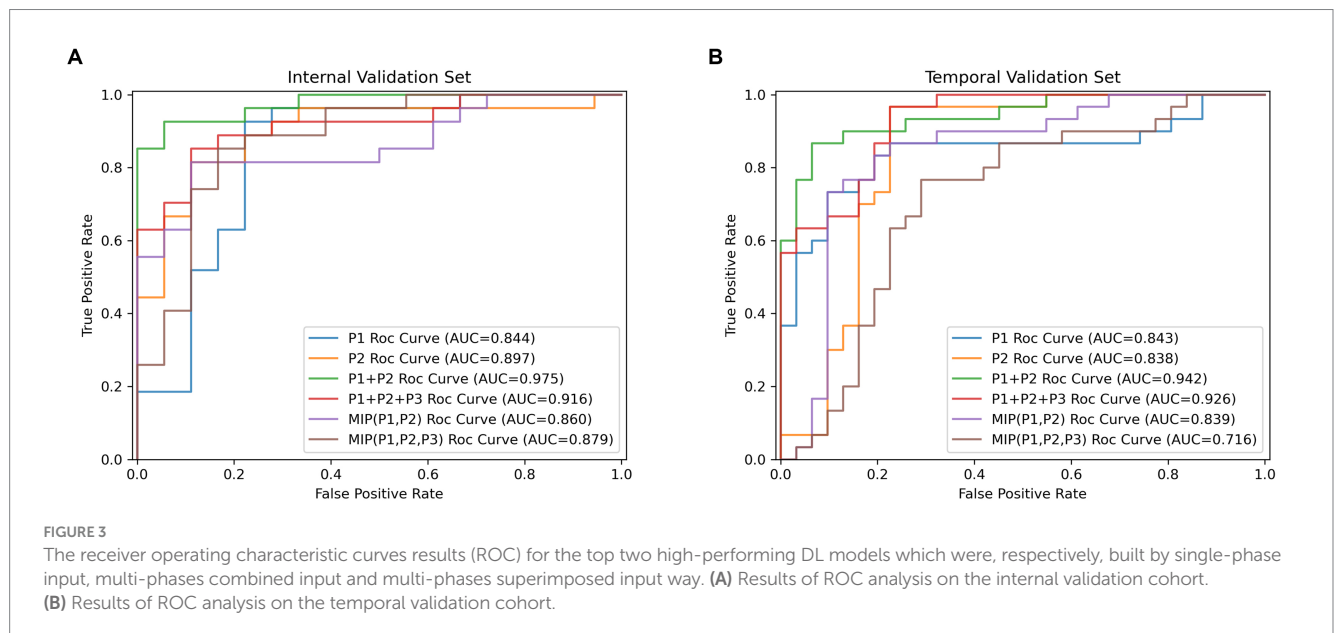 A
Internal Validation Set
1.0
0.8
0.6
0.4
0.2
0.0
True Positive Rate
P1 Roc Curve (AUC=0.844)
P2 Roc Curve (AUC=0.897)
P1+P2 Roc Curve (AUC=0.975)
P1+P2+P3 Roc Curve (AUC=0.916)
MIP(P1,P2) Roc Curve (AUC=0.860)
MIP(P1,P2,P3) Roc Curve (AUC=0.879)
0.0 0.2 0.4 0.6 0.8 1.0
False Positive Rate
B
Temporal Validation Set
1.0
0.8
0.6
0.4
0.2
0.0
True Positive Rate
P1 Roc Curve (AUC=0.843)
P2 Roc Curve (AUC=0.838)
P1+P2 Roc Curve (AUC=0.942)
P1+P2+P3 Roc Curve (AUC=0.926)
MIP(P1,P2) Roc Curve (AUC=0.839)
MIP(P1,P2,P3) Roc Curve (AUC=0.716)
0.0 0.2 0.4 0.6 0.8 1.0
False Positive Rate
FIGURE 3
The receiver operating characteristic curves results (ROC) for the top two high-performing DL models which were, respectively, built by single-phase
input, multi-phases combined input and multi-phases superimposed input way. (A) Results of ROC analysis on the internal validation cohort.
(B) Results of ROC analysis on the temporal validation cohort.